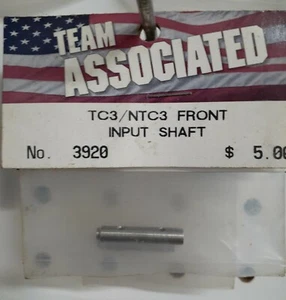 TEAM
ASSOCIATED
TC3/NTC3 FRONT
INPUT SHAFT
No. 3920 $ 5.00